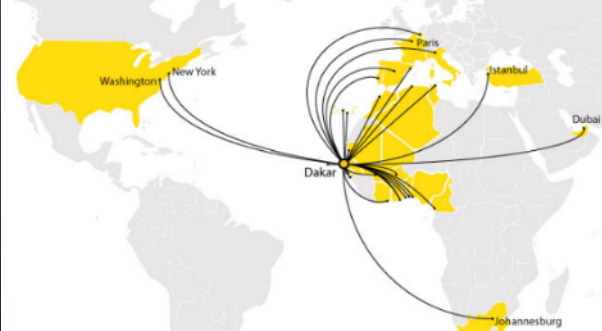 Paris
New York
Istanbul
Washington
Dubai
Dakar
Johannesburg